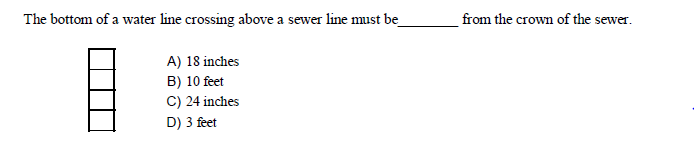 The bottom of a water line crossing above a sewer line must be________ from the crown of the sewer.
A) 18 inches
B) 10 feet
C) 24 inches
D) 3 feet